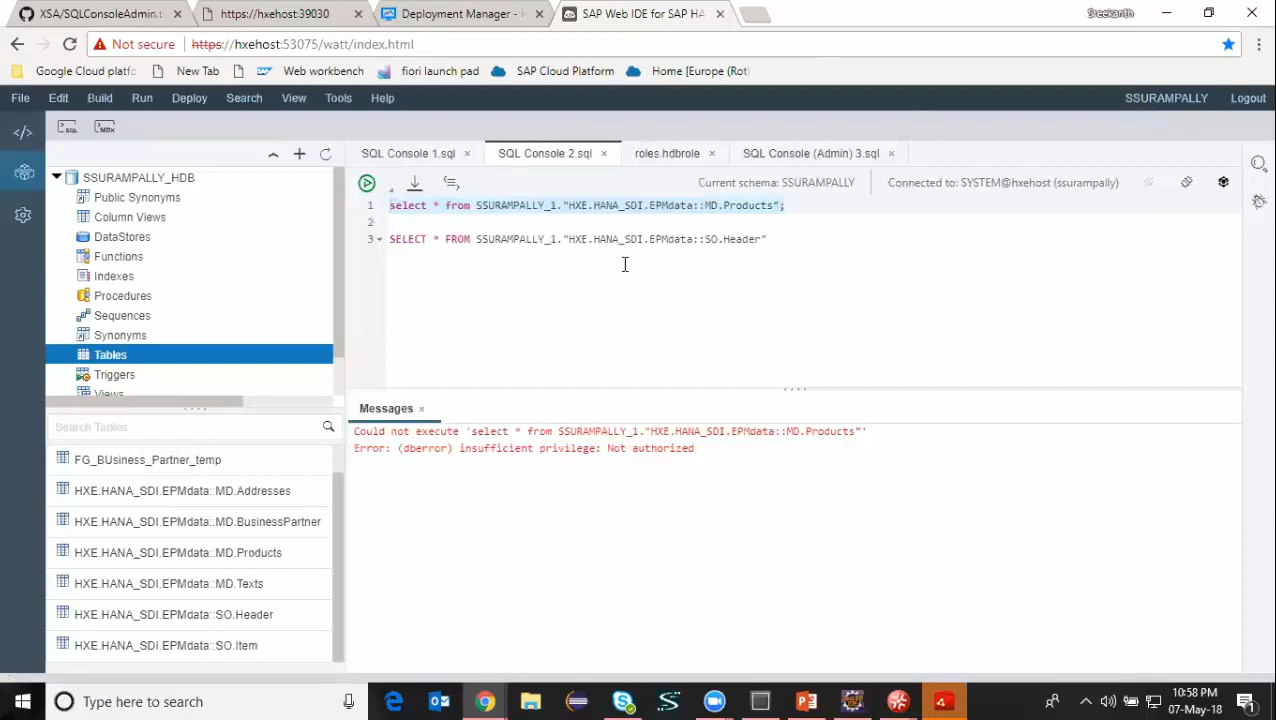 XSA/SQLConsoleAdmin.t
https://hxehost:39030
Deployment Manager -
SAP Web IDE for SAP HA
Sreekanth
Not secure
https://hxehost:53075/watt/index.html
Google Cloud platfo
New Tab
Web workbench
fiori launch pad
SAP Cloud Platform
Home [Europe (Rot)
File Edit Build Run Deploy Search View Tools Help
SSURAMPALLY Logout
SQL MDX
SSURAMPALLY_HDB
Public Synonyms
Column Views
DataStores
Functions
Indexes
Procedures
Sequences
Synonyms
Tables
Triggers
Views
Search Tables
FG_BUsiness_Partner_temp
HXE.HANA_SDI.EPMdata::MD.Addresses
HXE.HANA_SDI.EPMdata::MD.BusinessPartner
HXE.HANA_SDI.EPMdata::MD.Products
HXE.HANA_SDI.EPMdata::MD.Texts
HXE.HANA_SDI.EPMdata::SO.Header
HXE.HANA_SDI.EPMdata::SO.Item
SQL Console 1.sql
SQL Console 2.sql
roles.hdbrole
SQL Console (Admin) 3.sql
Current schema: SSURAMPALLY
Connected to: SYSTEM@hxehost (ssurampally)
1 select * from SSURAMPALLY_1."HXE.HANA_SDI.EPMdata::MD.Products";
2
3 SELECT * FROM SSURAMPALLY_1."HXE.HANA_SDI.EPMdata::SO.Header"
Messages
Could not execute 'select * from SSURAMPALLY_1."HXE.HANA_SDI.EPMdata::MD.Products"'
Error: (dberror) insufficient privilege: Not authorized
Type here to search
10:58 PM
07-May-18